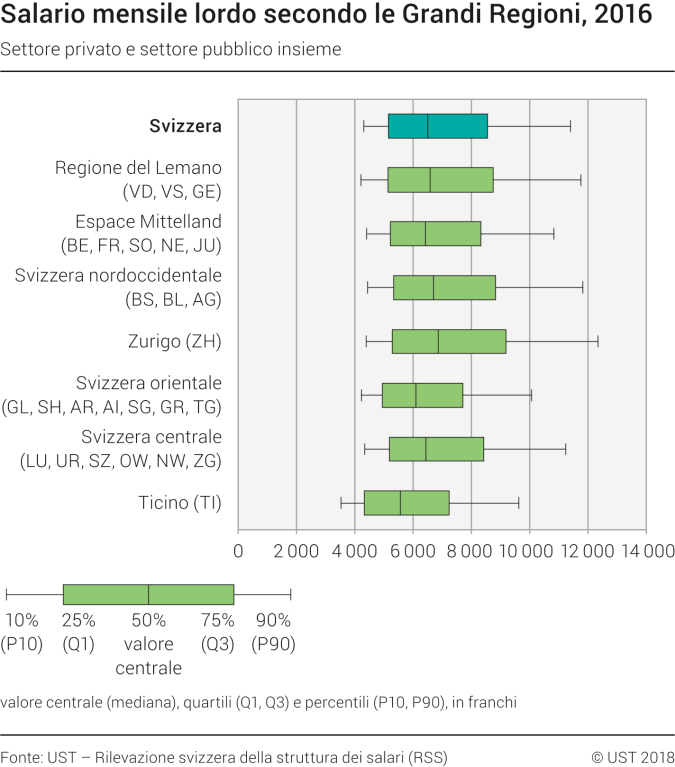 Salario mensile lordo secondo le Grandi Regioni, 2016
Settore privato e settore pubblico insieme
Svizzera
Regione del Lemano
(VD, VS, GE)
Espace Mittelland
(BE, FR, SO, NE, JU)
Svizzera nordoccidentale
(BS, BL, AG)
Zurigo (ZH)
Svizzera orientale
(GL, SH, AR, AI, SG, GR, TG)
Svizzera centrale
(LU, UR, SZ, OW, NW, ZG)
Ticino (TI)
0 2 000 4 000 6 000 8 000 10 000 12 000 14 000
10% 25% 50% 75% 90%
(P10) (Q1) valore (Q3) (P90)
centrale
valore centrale (mediana), quartili (Q1, Q3) e percentili (P10, P90), in franchi
Fonte: UST – Rilevazione svizzera della struttura dei salari (RSS) © UST 2018